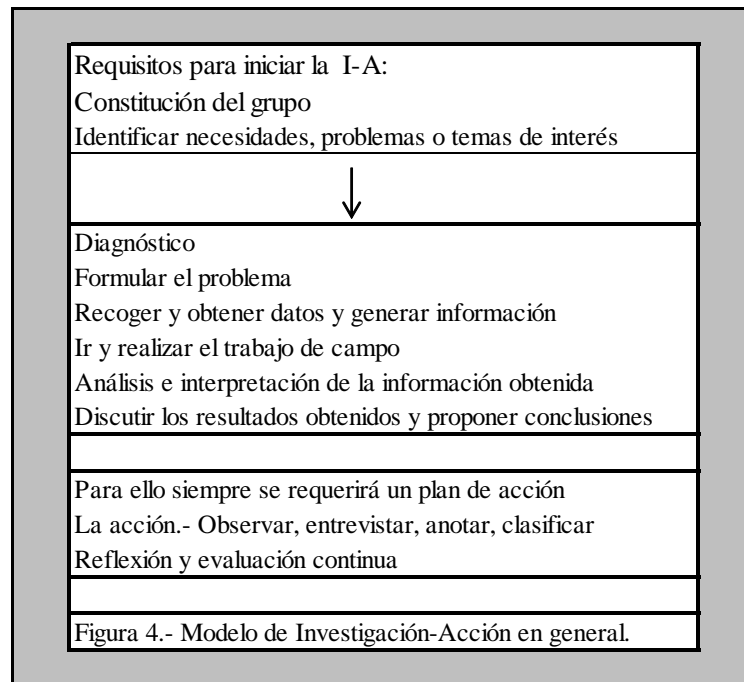 Requisitos para iniciar la I-A:
Constitución del grupo
Identificar necesidades, problemas o temas de interés
Diagnóstico
Formular el problema
Recoger y obtener datos y generar información
Ir y realizar el trabajo de campo
Análisis e interpretación de la información obtenida
Discutir los resultados obtenidos y proponer conclusiones
Para ello siempre se requerirá un plan de acción
La acción.- Observar, entrevistar, anotar, clasificar
Reflexión y evaluación continua
Figura 4.- Modelo de Investigación-Acción en general.